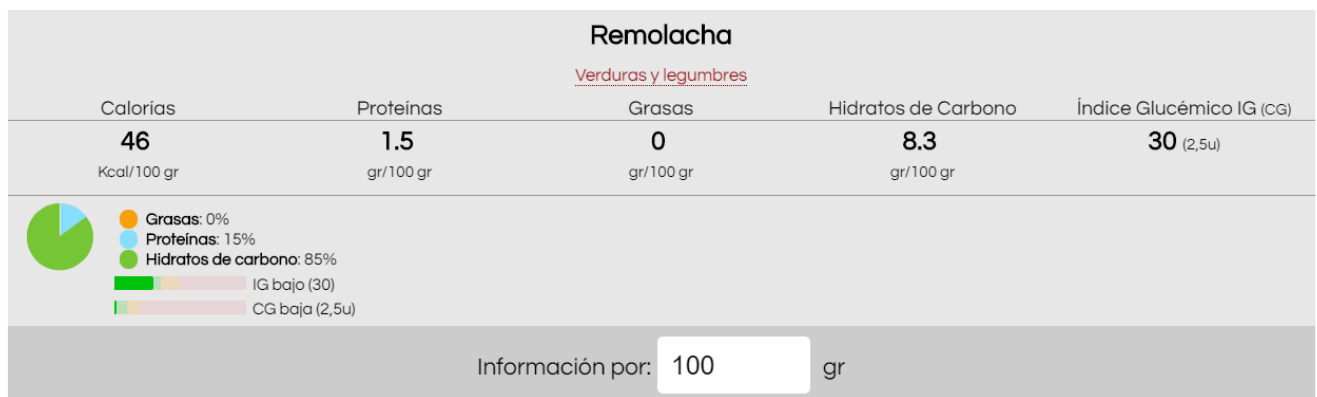 Remolacha
Verduras y legumbres
Calorías Proteínas Grasas Hidratos de Carbono Índice Glucémico IG (CG)
46 1.5 0 8.3 30 (2,5u)
Kcal/100 gr gr/100 gr gr/100 gr gr/100 gr
Grasas: 0%
Proteínas: 15%
Hidratos de carbono: 85%
IG bajo (30)
CG baja (2,5u)
Información por: 100 gr